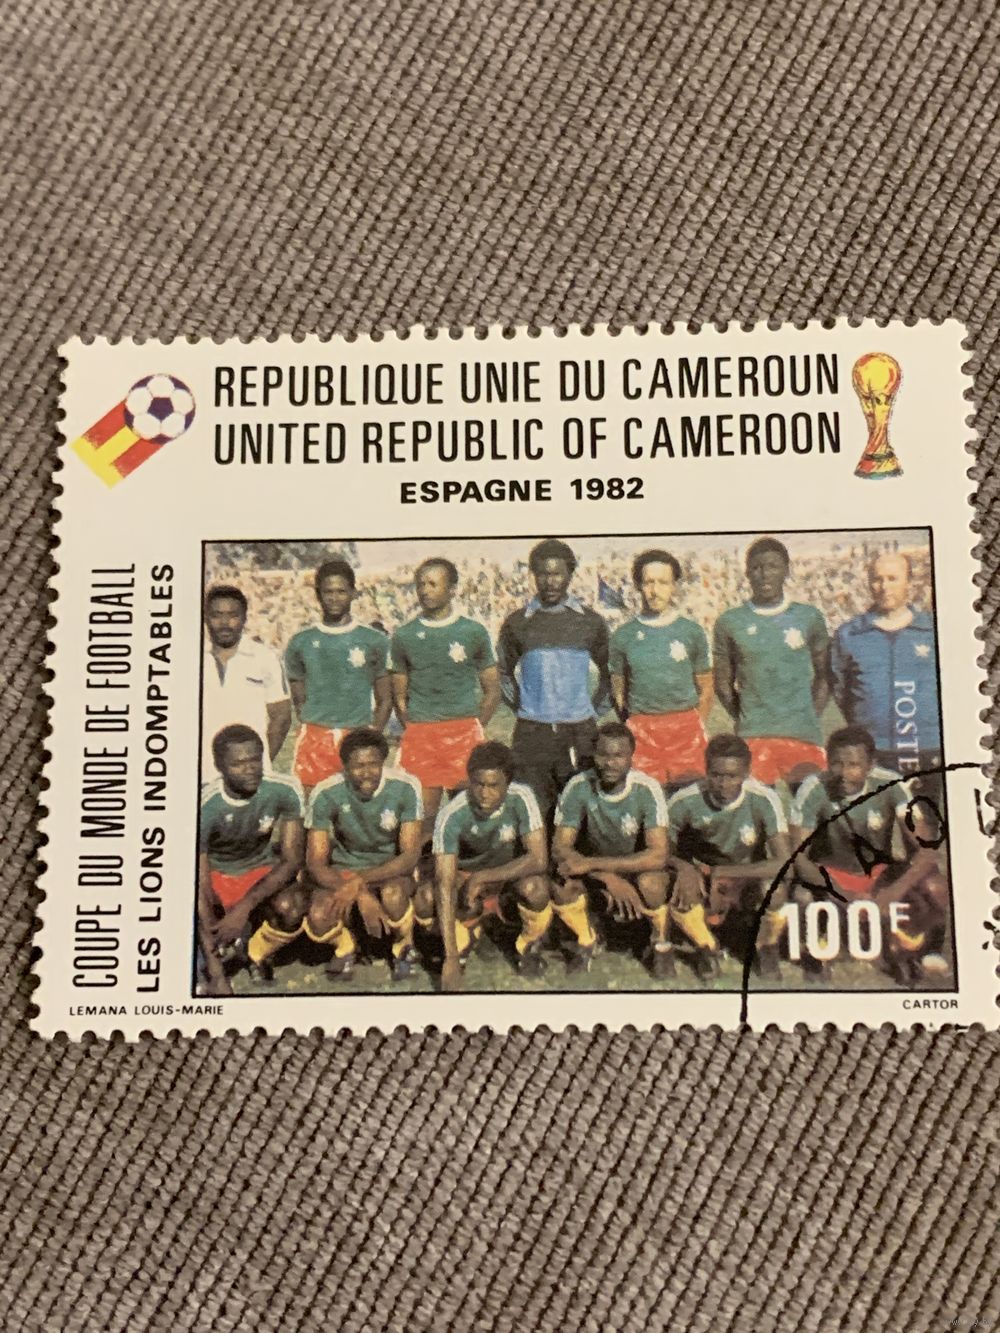 REPUBLIQUE UNIE DU CAMEROUN
UNITED REPUBLIC OF CAMEROON
ESPAGNE 1982
COUPE DU MONDE DE FOOTBALL
LES LIONS INDOMPTABLES
POSTE
100F
LEMANA LOUIS-MARIE
CARTOR